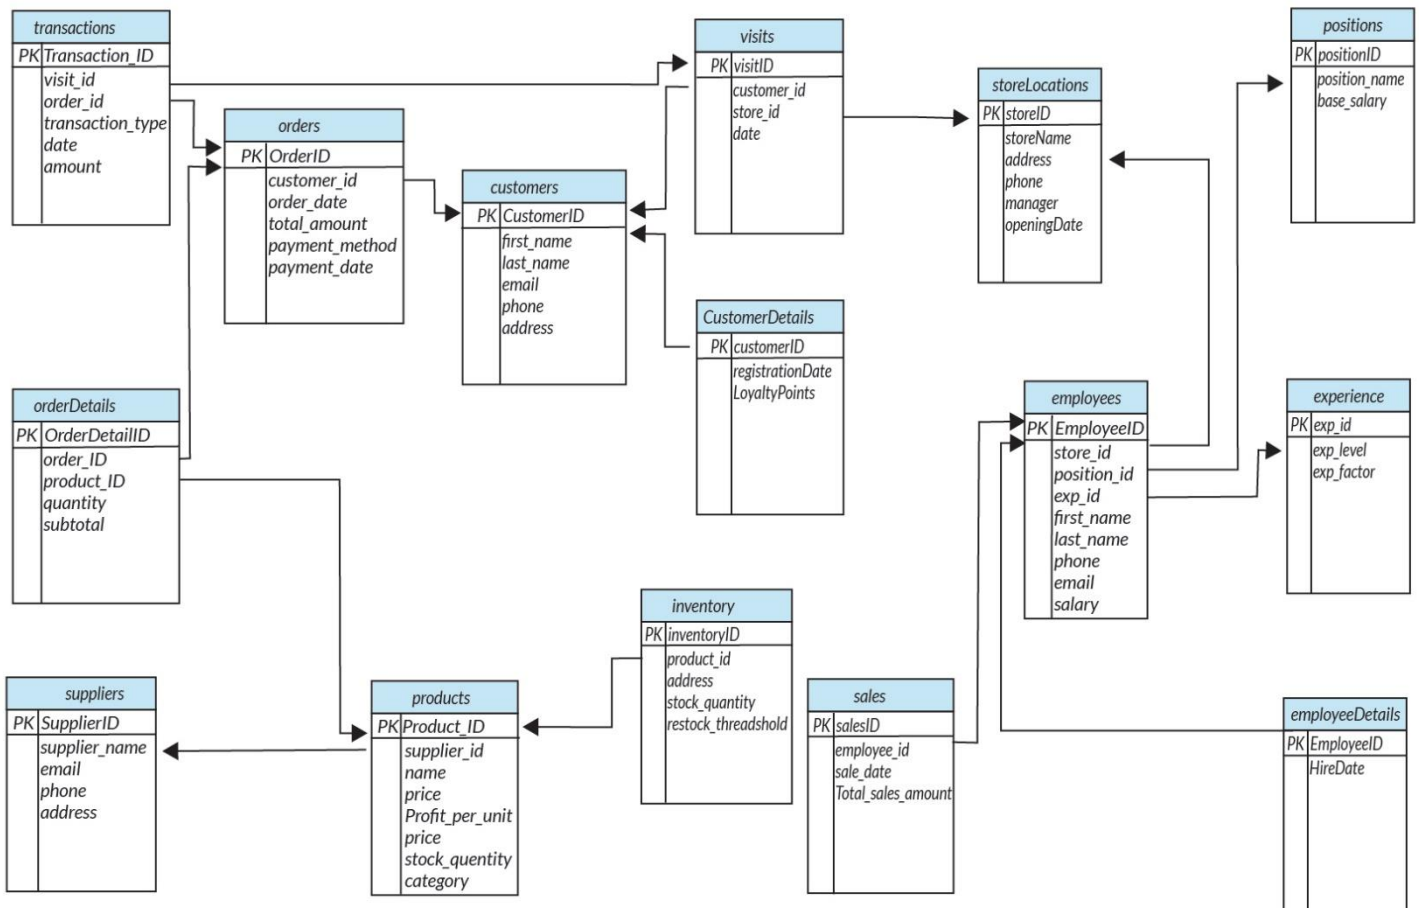 transactions
PK Transaction_ID
visit_id
order_id
transaction_type
date
amount
orders
PK OrderID
customer_id
order_date
total_amount
payment_method
payment_date
customers
PK CustomerID
first_name
last_name
email
phone
address
visits
PK visitID
customer_id
store_id
date
storeLocations
PK storeID
storeName
address
phone
manager
openingDate
positions
PK positionID
position_name
base_salary
CustomerDetails
PK customerID
registrationDate
LoyaltyPoints
orderDetails
PK OrderDetailID
order_ID
product_ID
quantity
subtotal
employees
PK EmployeeID
store_id
position_id
exp_id
first_name
last_name
phone
email
salary
experience
PK exp_id
exp_level
exp_factor
suppliers
PK SupplierID
supplier_name
email
phone
address
products
PK Product_ID
supplier_id
name
price
Profit_per_unit
price
stock_quentity
category
inventory
PK inventoryID
product_id
address
stock_quantity
restock_threadshold
sales
PK salesID
employee_id
sale_date
Total_sales_amount
employeeDetails
PK EmployeeID
HireDate